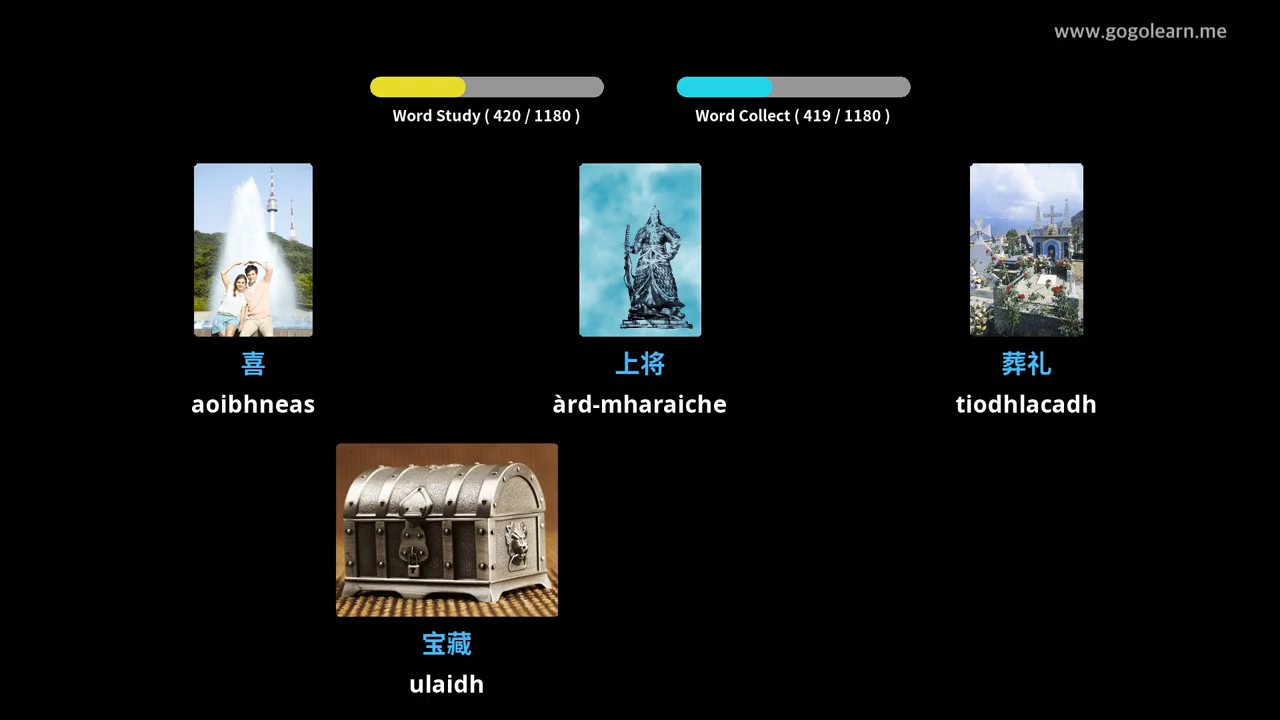 www.gogolearn.me
Word Study ( 420 / 1180 )
Word Collect ( 419 / 1180 )
喜
上将
葬礼
aoibhneas
àrd-mharaiche
tiodhlacadh
宝藏
ulaidh